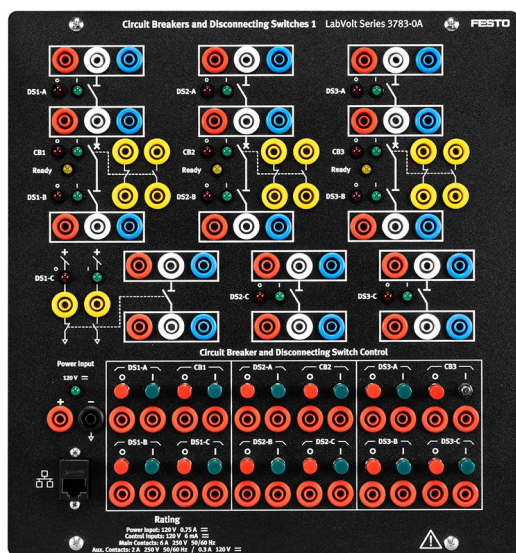 Circuit Breakers and Disconnecting Switches 1 LabVolt Series 3783-0A FESTO
O I
DS1-A
O I
DS2-A
O I
DS3-A
O I
CB1
O I
CB2
O I
CB3
Ready
Ready
Ready
O I
DS1-B
O I
DS2-B
O I
DS3-B
+ +
O I
DS1-C
O I
DS2-C
O I
DS3-C
Circuit Breaker and Disconnecting Switch Control
Power Input
120 V
+ −
DS1-A CB1 DS2-A CB2 DS3-A CB3
O I O I O I O I O I O I
DS1-B DS1-C DS2-B DS2-C DS3-B DS3-C
O I O I O I O I O I O I
Rating
Power Input: 120 V 0.75 A
Control Inputs: 120 V 6 mA
Main Contacts: 6 A 250 V 50/60 Hz
Aux. Contacts: 2 A 250 V 50/60 Hz / 0.3 A 120 V